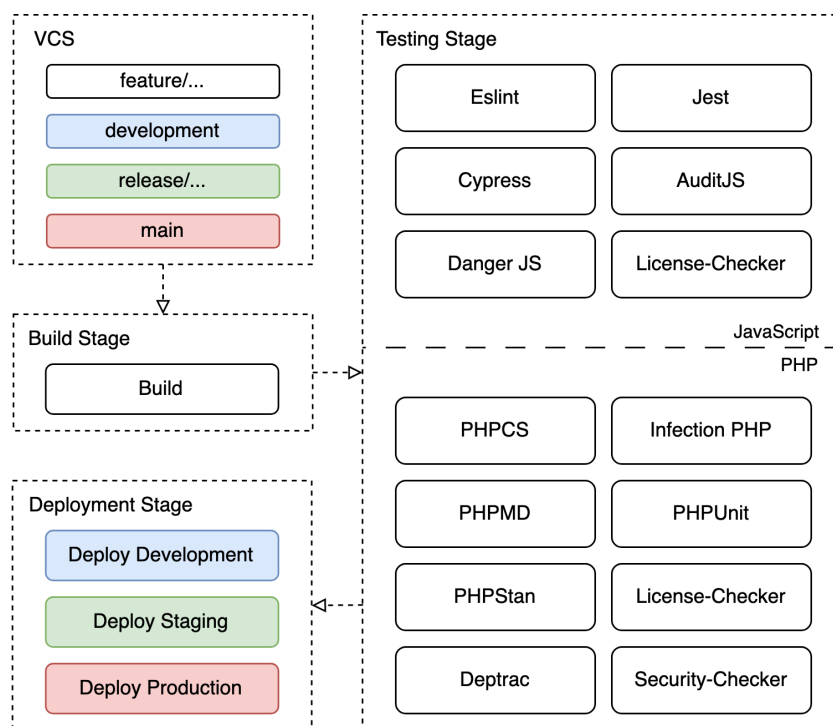 VCS
feature/...
development
release/...
main
Build Stage
Build
Testing Stage
Eslint
Jest
Cypress
AuditJS
Danger JS
License-Checker
JavaScript
PHP
PHPCS
Infection PHP
PHPMD
PHPUnit
PHPStan
License-Checker
Deptrac
Security-Checker
Deployment Stage
Deploy Development
Deploy Staging
Deploy Production